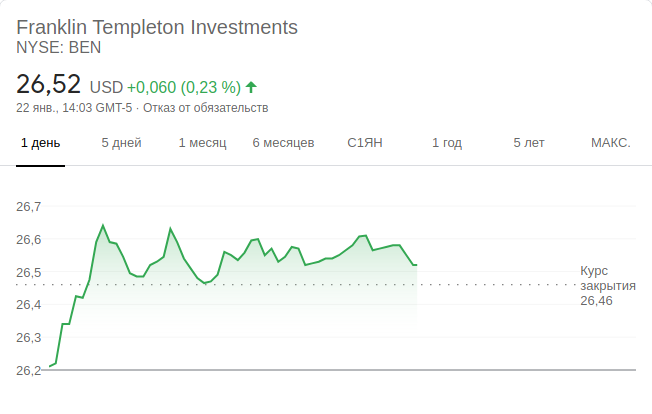 Franklin Templeton Investments
NYSE: BEN
26,52 USD +0,060 (0,23 %)
22 янв., 14:03 GMT-5 · Отказ от обязательств
1 день 5 дней 1 месяц 6 месяцев С1ЯН 1 год 5 лет МАКС.
26,7
26,6
26,5
26,4
26,3
26,2
Курс
закрытия
26,46